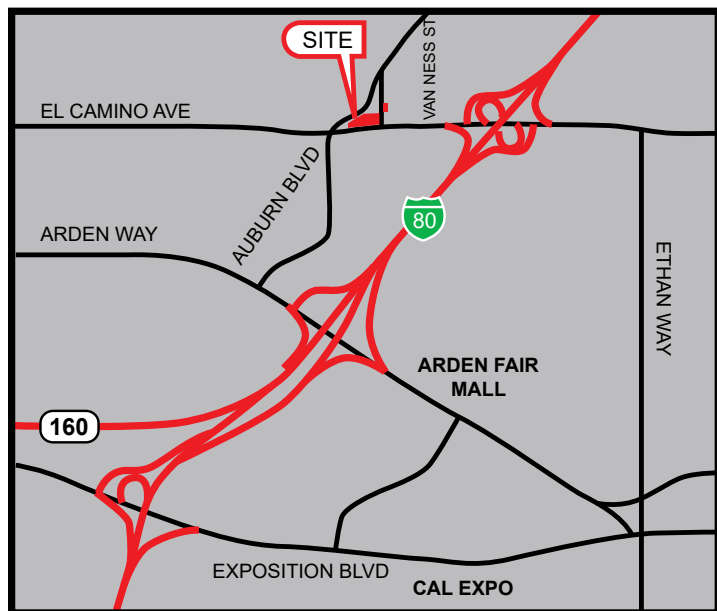 SITE
VAN NESS ST
EL CAMINO AVE
AUBURN BLVD
80
ARDEN WAY
ETHAN WAY
ARDEN FAIR
MALL
160
EXPOSITION BLVD
CAL EXPO